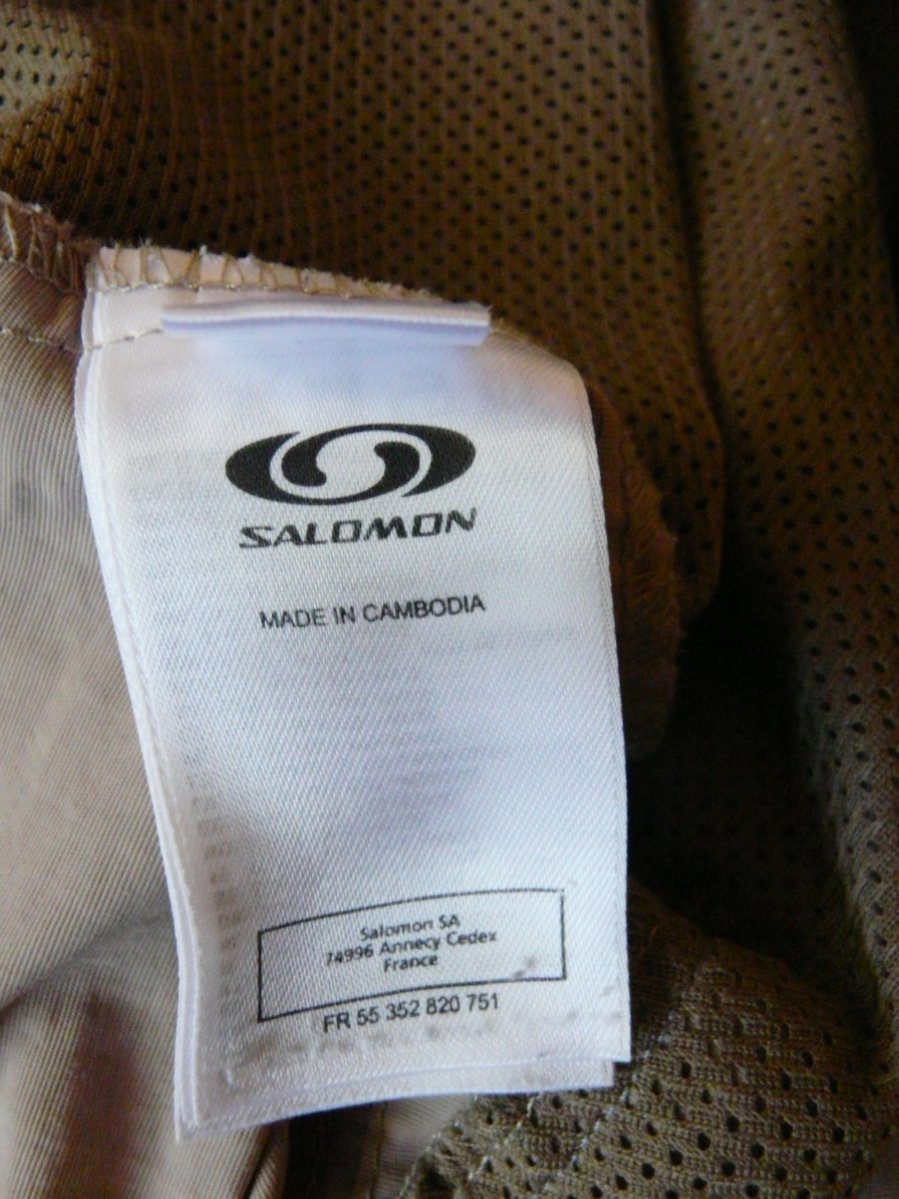 SALOMON
MADE IN CAMBODIA
Salomon SA
74996 Annecy Cedex
France
FR 55 352 820 751